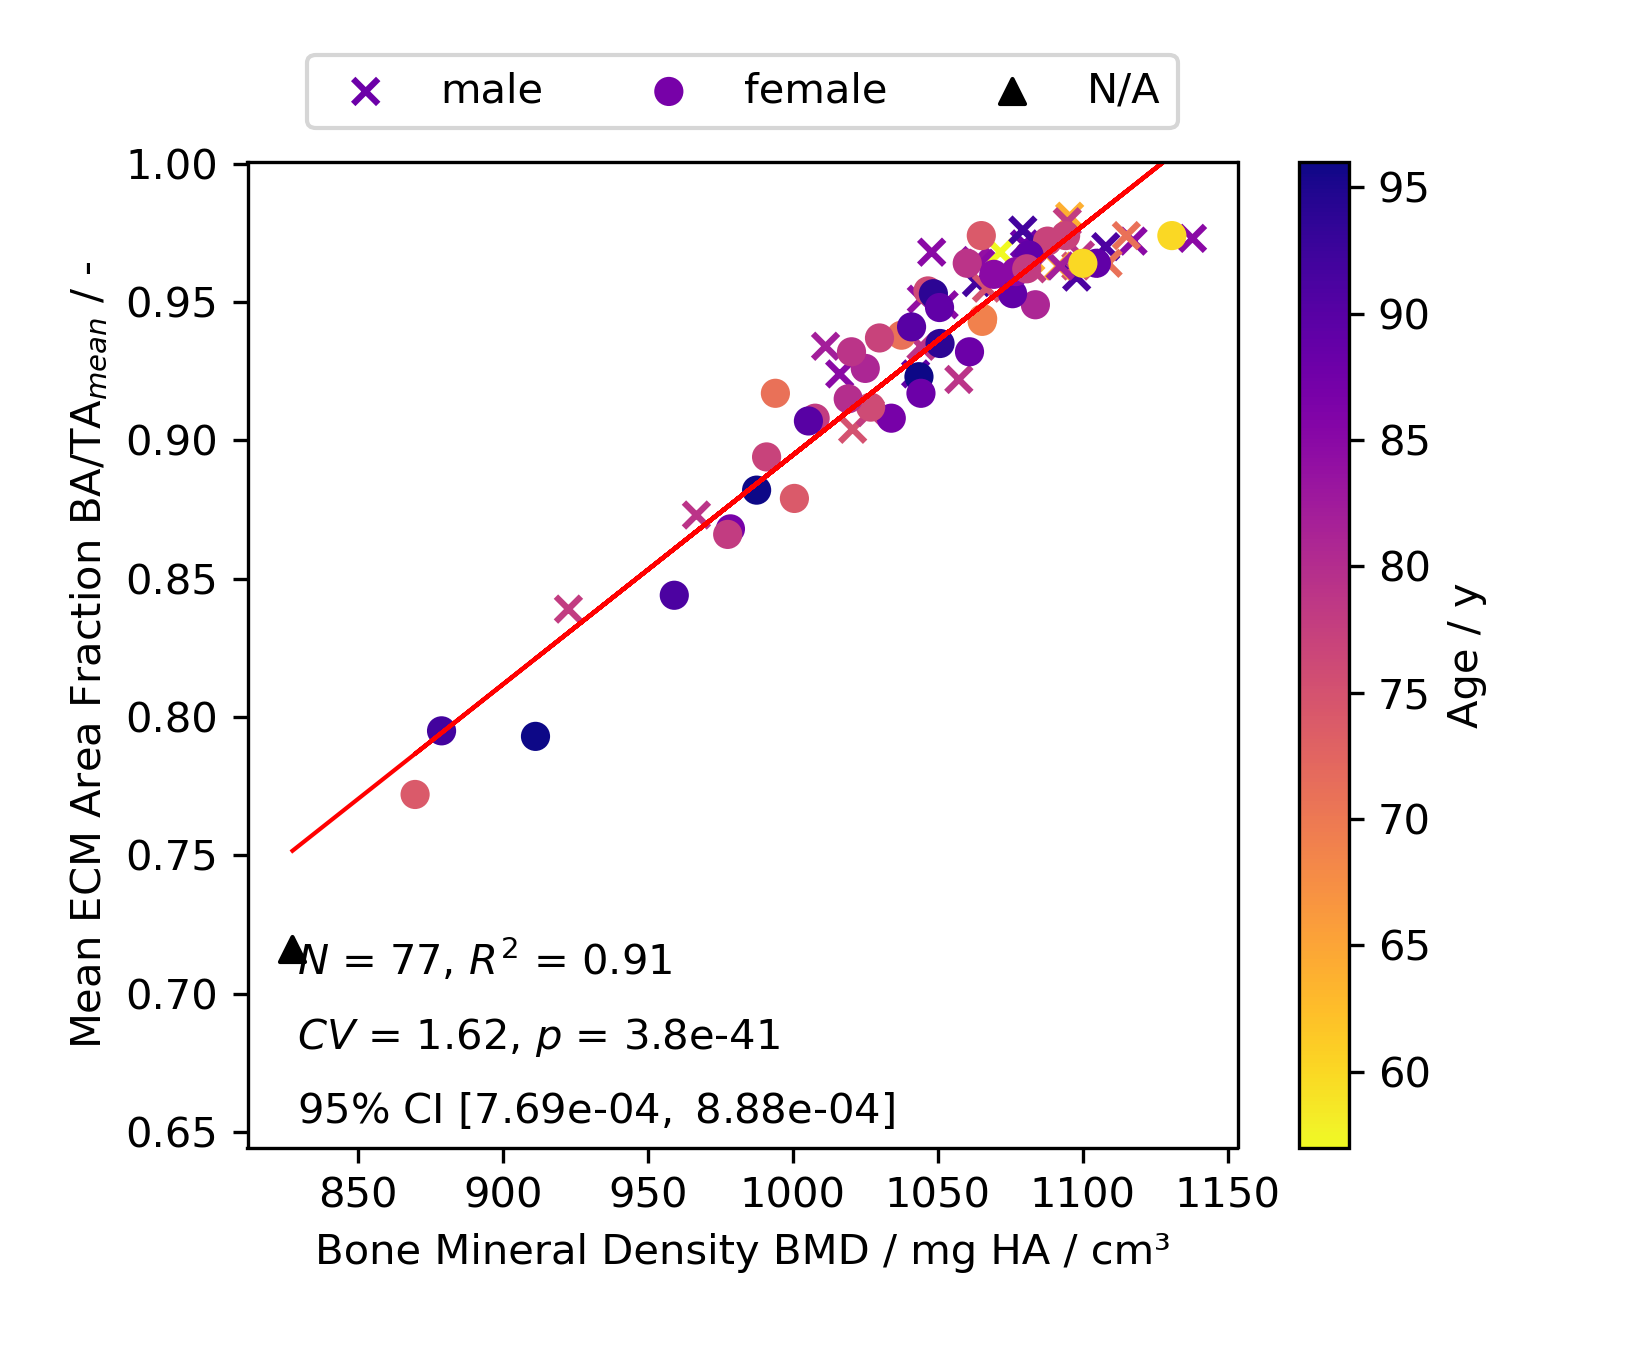 male female N/A
1.00
0.95
0.90
0.85
0.80
0.75
0.70
0.65
Mean ECM Area Fraction BA/TA_mean / -
N = 77, R² = 0.91
CV = 1.62, p = 3.8e-41
95% CI [7.69e-04, 8.88e-04]
850 900 950 1000 1050 1100 1150
Bone Mineral Density BMD / mg HA / cm³
95
90
85
80
75
70
65
60
Age / y